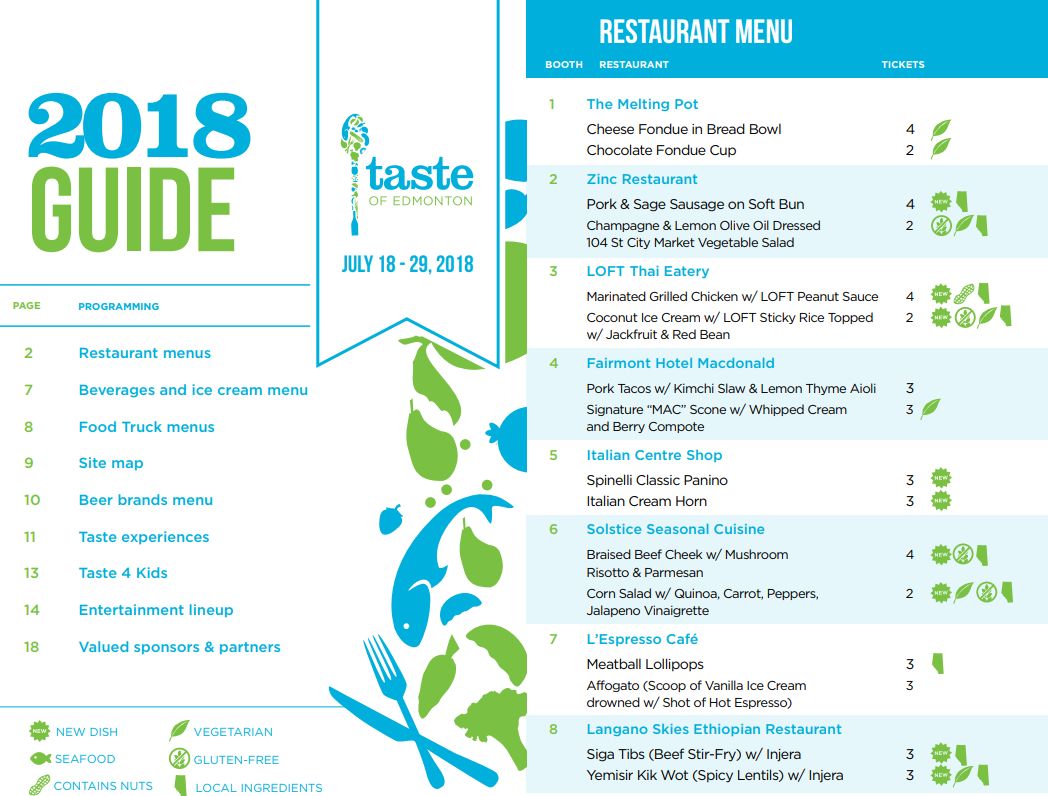 2018
GUIDE
taste
OF EDMONTON
JULY 18 - 29, 2018
PAGE PROGRAMMING
2 Restaurant menus
7 Beverages and ice cream menu
8 Food Truck menus
9 Site map
10 Beer brands menu
11 Taste experiences
13 Taste 4 Kids
14 Entertainment lineup
18 Valued sponsors & partners
NEW NEW DISH VEGETARIAN
SEAFOOD GLUTEN-FREE
CONTAINS NUTS LOCAL INGREDIENTS
RESTAURANT MENU
BOOTH RESTAURANT TICKETS
1 The Melting Pot
Cheese Fondue in Bread Bowl 4
Chocolate Fondue Cup 2
2 Zinc Restaurant
Pork & Sage Sausage on Soft Bun 4 NEW
Champagne & Lemon Olive Oil Dressed 2
104 St City Market Vegetable Salad
3 LOFT Thai Eatery
Marinated Grilled Chicken w/ LOFT Peanut Sauce 4 NEW
Coconut Ice Cream w/ LOFT Sticky Rice Topped 2 NEW
w/ Jackfruit & Red Bean
4 Fairmont Hotel Macdonald
Pork Tacos w/ Kimchi Slaw & Lemon Thyme Aioli 3
Signature “MAC” Scone w/ Whipped Cream 3
and Berry Compote
5 Italian Centre Shop
Spinelli Classic Panino 3 NEW
Italian Cream Horn 3 NEW
6 Solstice Seasonal Cuisine
Braised Beef Cheek w/ Mushroom 4 NEW
Risotto & Parmesan
Corn Salad w/ Quinoa, Carrot, Peppers, 2 NEW
Jalapeno Vinaigrette
7 L’Espresso Café
Meatball Lollipops 3
Affogato (Scoop of Vanilla Ice Cream 3
drowned w/ Shot of Hot Espresso)
8 Langano Skies Ethiopian Restaurant
Siga Tibs (Beef Stir-Fry) w/ Injera 3 NEW
Yemisir Kik Wot (Spicy Lentils) w/ Injera 3 NEW